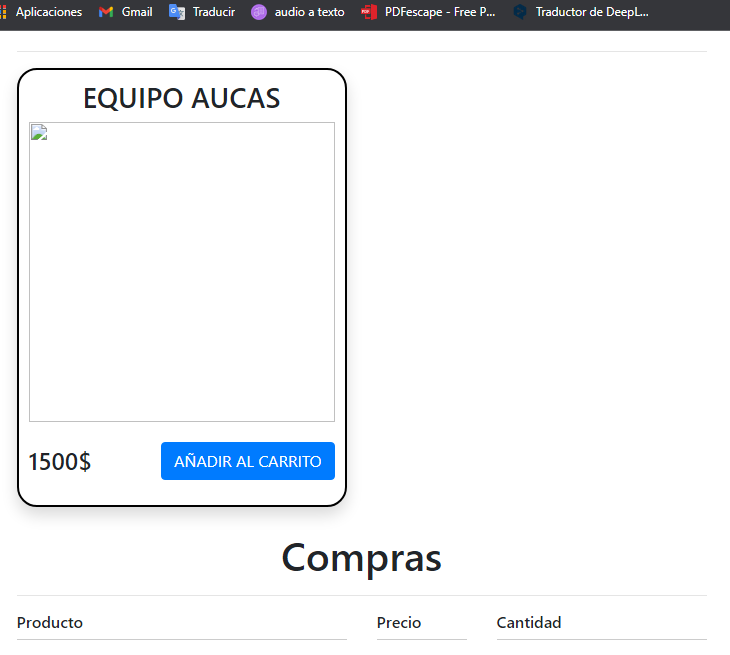 Aplicaciones Gmail Traducir audio a texto PDFescape - Free P... Traductor de DeepL...
EQUIPO AUCAS
1500$ AÑADIR AL CARRITO
Compras
Producto Precio Cantidad